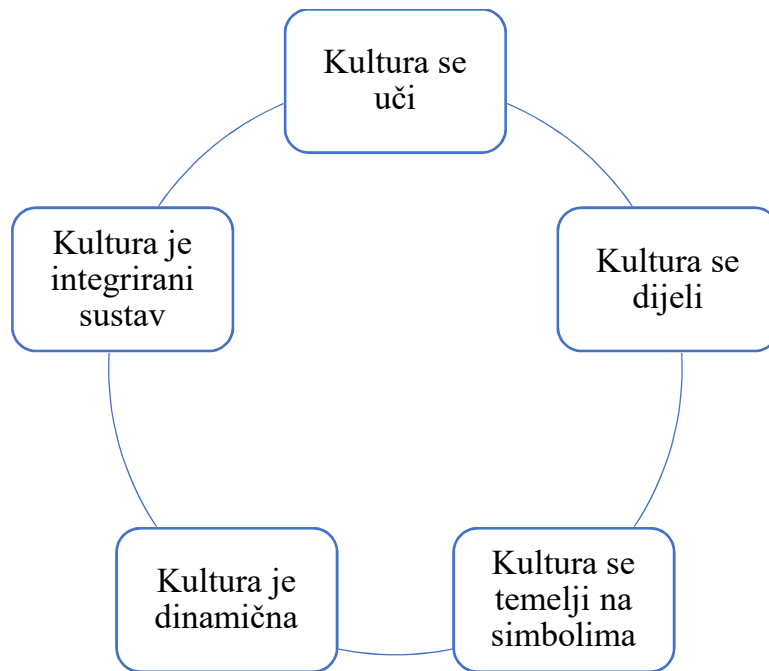 Kultura se
uči
Kultura se
dijeli
Kultura se
temelji na
simbolima
Kultura je
dinamična
Kultura je
integrirani
sustav